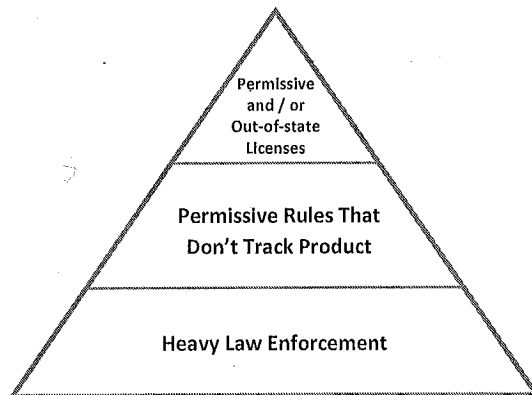 Permissive
and / or
Out-of-state
Licenses
Permissive Rules That
Don't Track Product
Heavy Law Enforcement